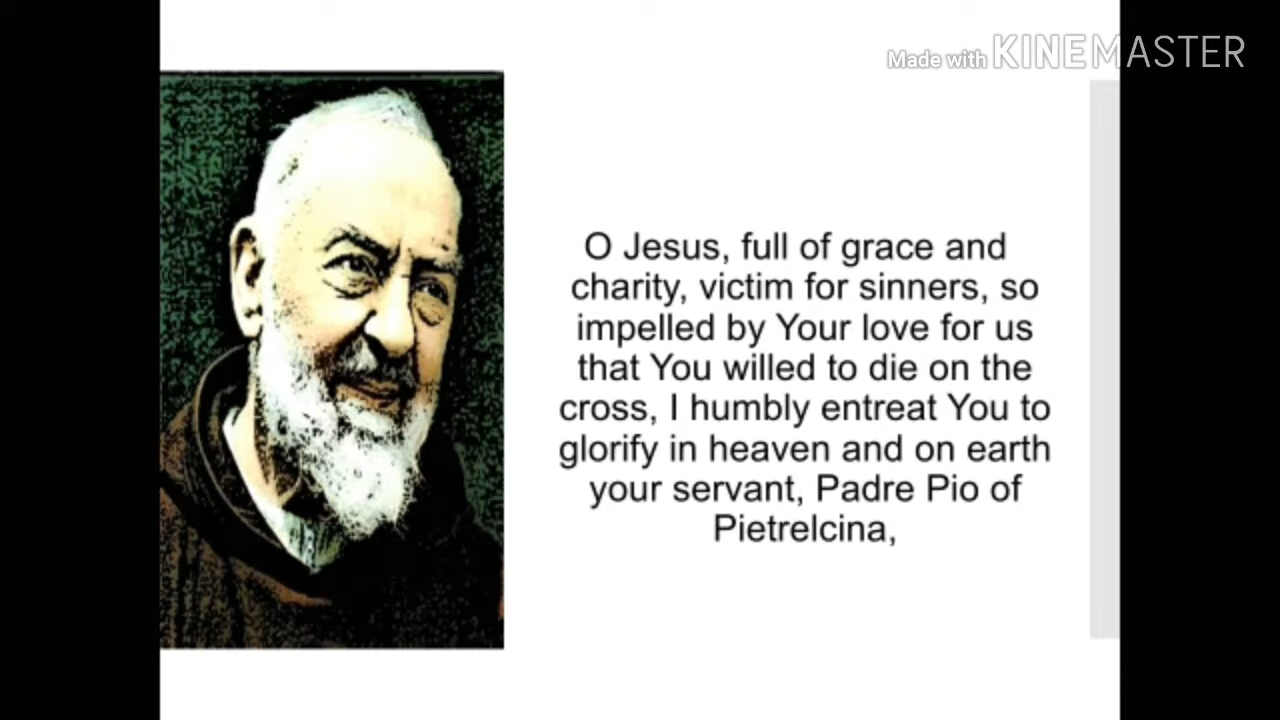 Made with KINEMASTER
O Jesus, full of grace and
charity, victim for sinners, so
impelled by Your love for us
that You willed to die on the
cross, I humbly entreat You to
glorify in heaven and on earth
your servant, Padre Pio of
Pietrelcina,